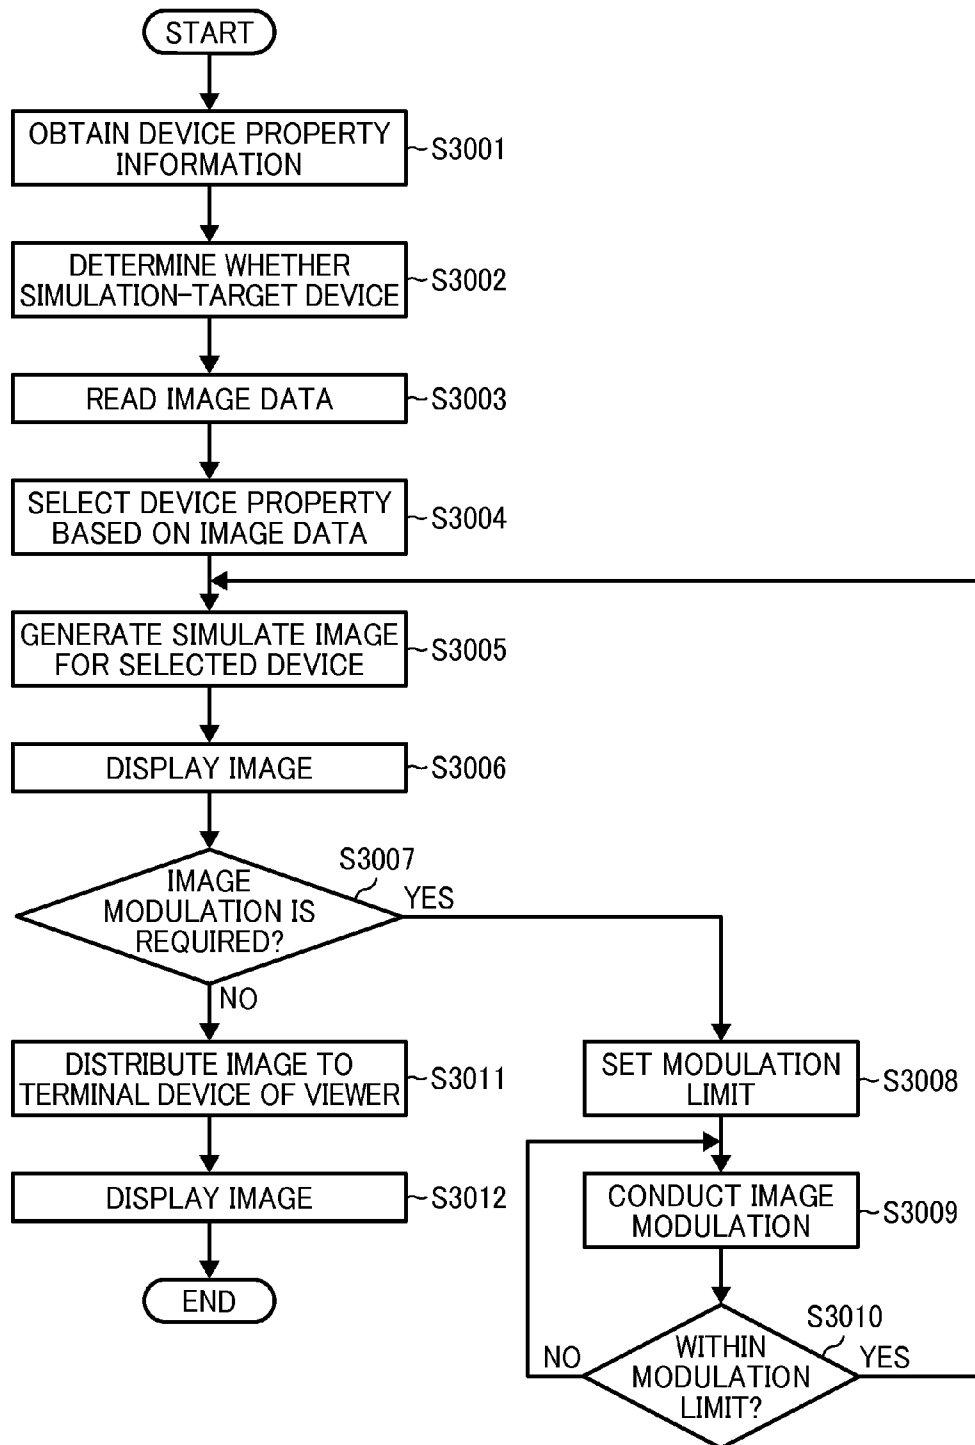 START
OBTAIN DEVICE PROPERTY
INFORMATION
S3001
DETERMINE WHETHER
SIMULATION-TARGET DEVICE
S3002
READ IMAGE DATA
S3003
SELECT DEVICE PROPERTY
BASED ON IMAGE DATA
S3004
GENERATE SIMULATE IMAGE
FOR SELECTED DEVICE
S3005
DISPLAY IMAGE
S3006
IMAGE
MODULATION IS
REQUIRED?
S3007
YES
NO
DISTRIBUTE IMAGE TO
TERMINAL DEVICE OF VIEWER
S3011
DISPLAY IMAGE
S3012
END
SET MODULATION
LIMIT
S3008
CONDUCT IMAGE
MODULATION
S3009
WITHIN
MODULATION
LIMIT?
S3010
NO
YES